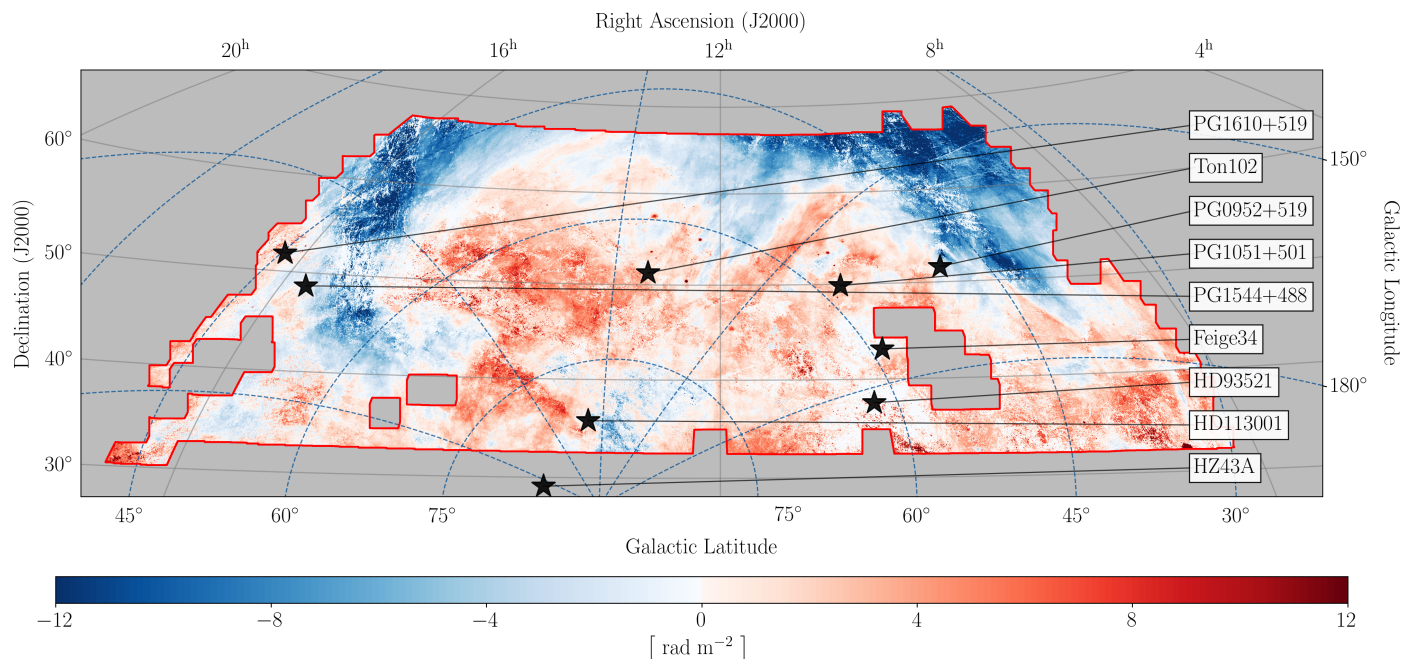 Right Ascension (J2000)
20h 16h 12h 8h 4h
60°
50°
40°
30°
Declination (J2000)
PG1610+519
Ton102
PG0952+519
PG1051+501
PG1544+488
Feige34
HD93521
HD113001
HZ43A
150°
180°
Galactic Longitude
45° 60° 75° 75° 60° 45° 30°
Galactic Latitude
−12 −8 −4 0 4 8 12
[ rad m−2 ]